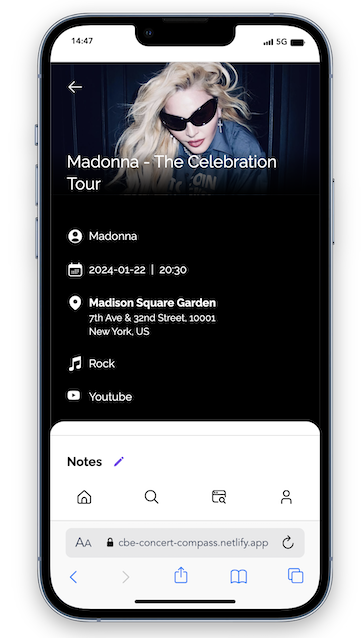 14:47
5G
Madonna - The Celebration
Tour
Madonna
2024-01-22 | 20:30
Madison Square Garden
7th Ave & 32nd Street, 10001
New York, US
Rock
Youtube
Notes
AA cbe-concert-compass.netlify.app